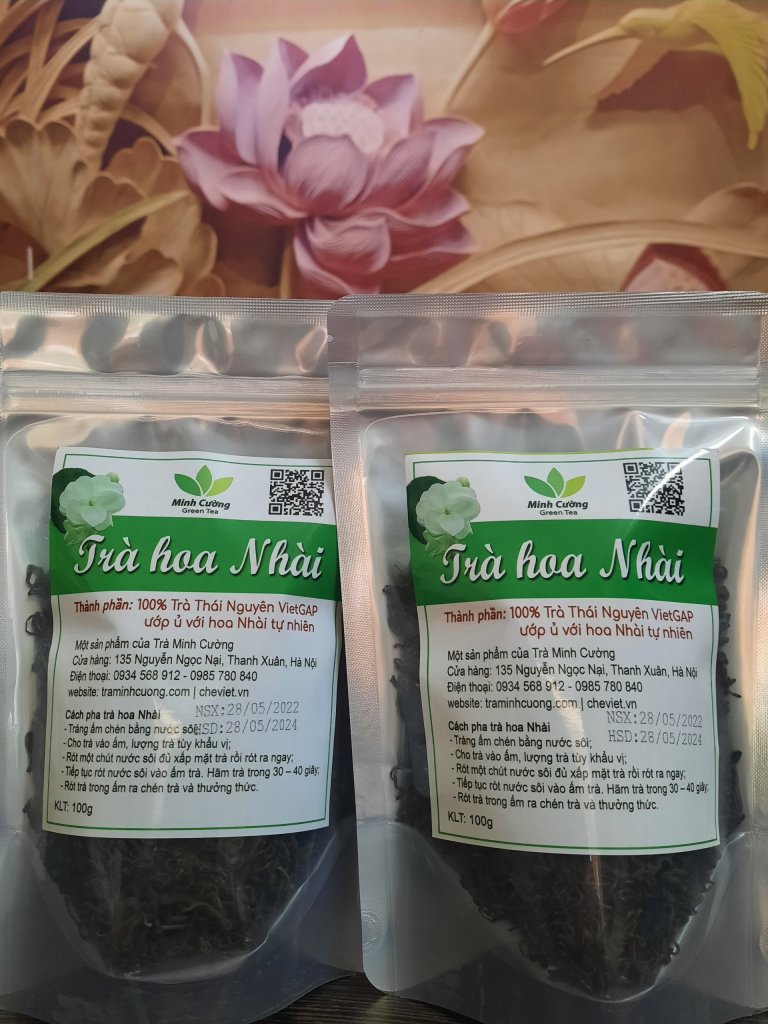 Minh Cường
Green Tea
Trà hoa Nhài
Thành phần: 100% Trà Thái Nguyên VietGAP
ướp ủ với hoa Nhài tự nhiên
Một sản phẩm của Trà Minh Cường
Cửa hàng: 135 Nguyễn Ngọc Nại, Thanh Xuân, Hà Nội
Điện thoại: 0934 568 912 - 0985 780 840
website: traminhcuong.com | cheviet.vn
NSX:28/05/2022
Cách pha trà hoa Nhài
HSD:28/05/2024
- Tráng ấm chén bằng nước sôi;
- Cho trà vào ấm, lượng trà tùy khẩu vị;
- Rót một chút nước sôi đủ xấp mặt trà rồi rót ra ngay;
- Tiếp tục rót nước sôi vào ấm trà. Hãm trà trong 30 – 40 giây;
- Rót trà trong ấm ra chén trà và thưởng thức.
KLT: 100g
Minh Cường
Green Tea
Trà hoa Nhài
Thành phần: 100% Trà Thái Nguyên VietGAP
ướp ủ với hoa Nhài tự nhiên
Một sản phẩm của Trà Minh Cường
Cửa hàng: 135 Nguyễn Ngọc Nại, Thanh Xuân, Hà Nội
Điện thoại: 0934 568 912 - 0985 780 840
website: traminhcuong.com | cheviet.vn
NSX:28/05/2022
Cách pha trà hoa Nhài
HSD:28/05/2024
- Tráng ấm chén bằng nước sôi;
- Cho trà vào ấm, lượng trà tùy khẩu vị;
- Rót một chút nước sôi đủ xấp mặt trà rồi rót ra ngay;
- Tiếp tục rót nước sôi vào ấm trà. Hãm trà trong 30 – 40 giây;
- Rót trà trong ấm ra chén trà và thưởng thức.
KLT: 100g